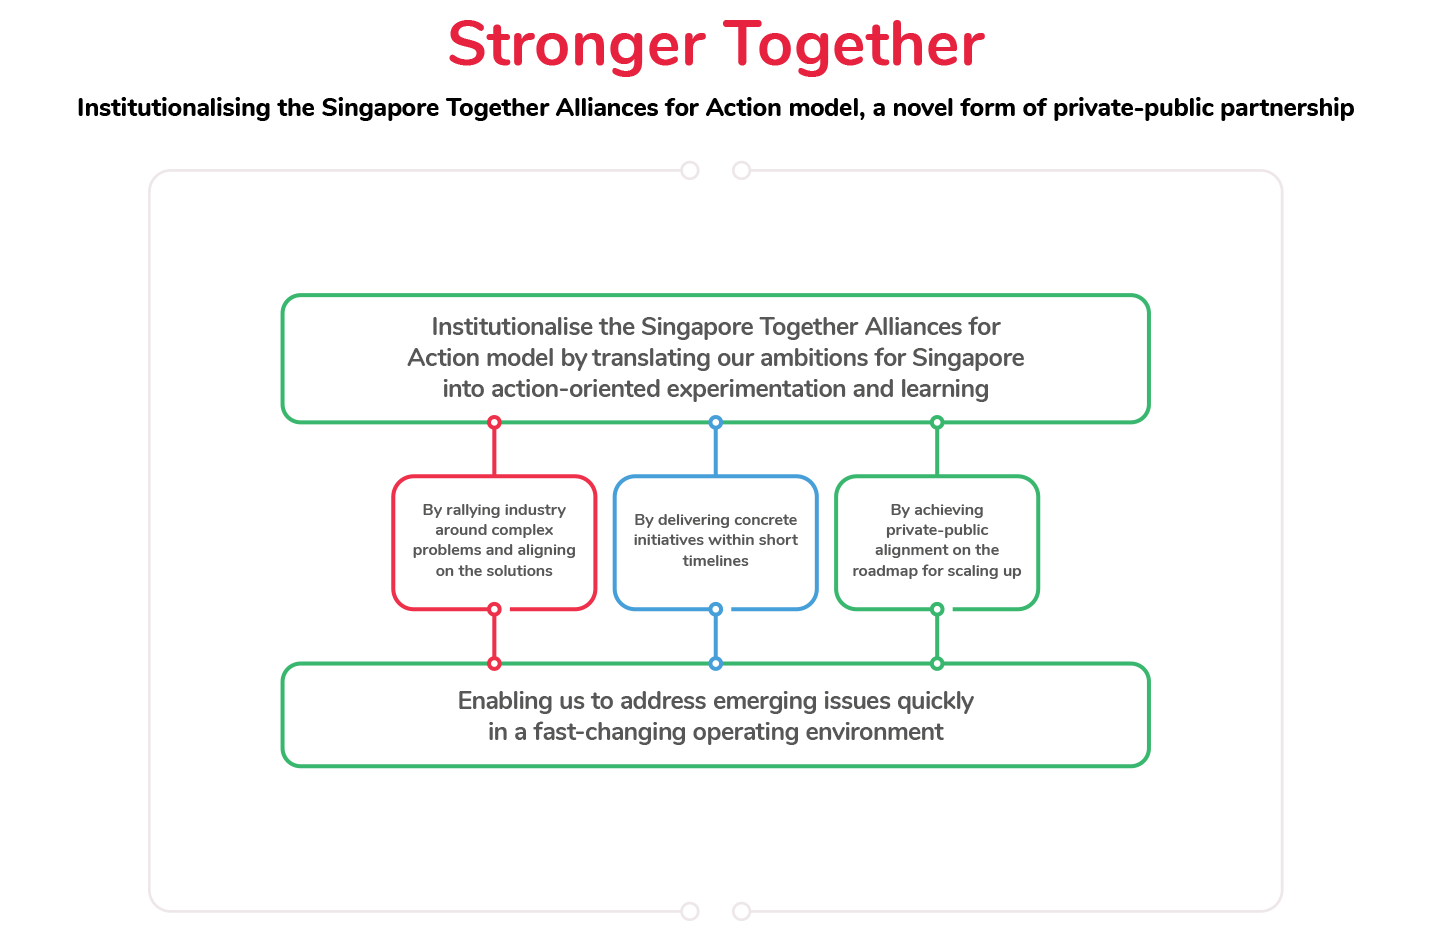 Stronger Together
Institutionalising the Singapore Together Alliances for Action model, a novel form of private-public partnership
Institutionalise the Singapore Together Alliances for
Action model by translating our ambitions for Singapore
into action-oriented experimentation and learning
By rallying industry
around complex
problems and aligning
on the solutions
By delivering concrete
initiatives within short
timelines
By achieving
private-public
alignment on the
roadmap for scaling up
Enabling us to address emerging issues quickly
in a fast-changing operating environment